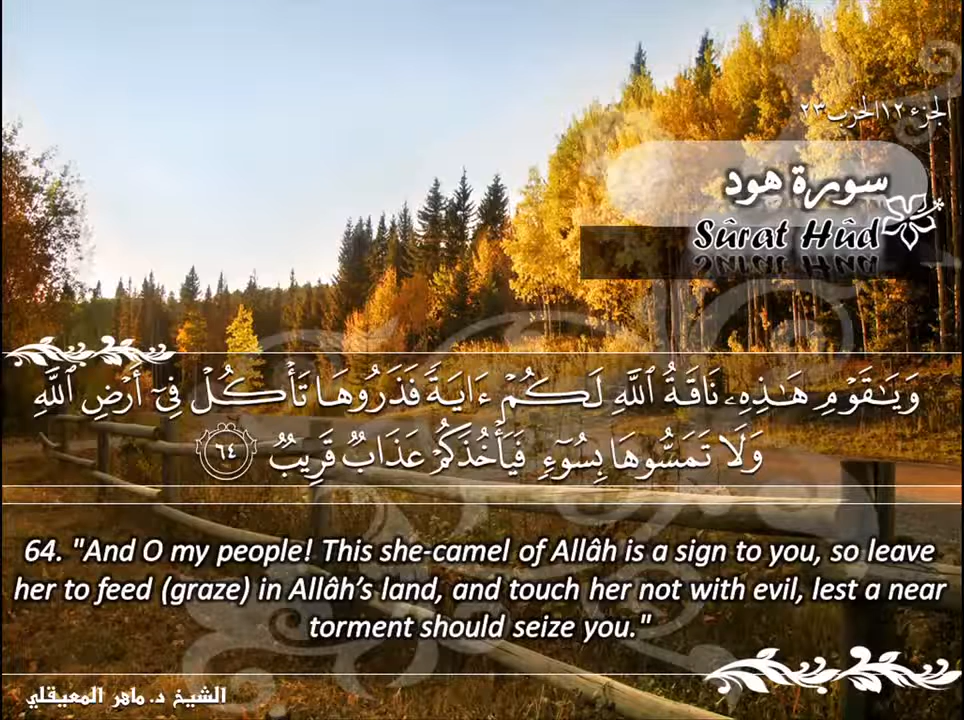 الجزء ١٢ الحزب ٢٣
سورة هود
Sûrat Hûd
وَيَـٰقَوْمِ هَـٰذِهِۦ نَاقَةُ ٱللَّهِ لَكُمْ ءَايَةً فَذَرُوهَا تَأْكُلْ فِىٓ أَرْضِ ٱللَّهِ
وَلَا تَمَسُّوهَا بِسُوٓءٍ فَيَأْخُذَكُمْ عَذَابٌ قَرِيبٌ ٦٤
64. "And O my people! This she-camel of Allâh is a sign to you, so leave
her to feed (graze) in Allâh’s land, and touch her not with evil, lest a near
torment should seize you."
الشيخ د. ماهر المعيقلي